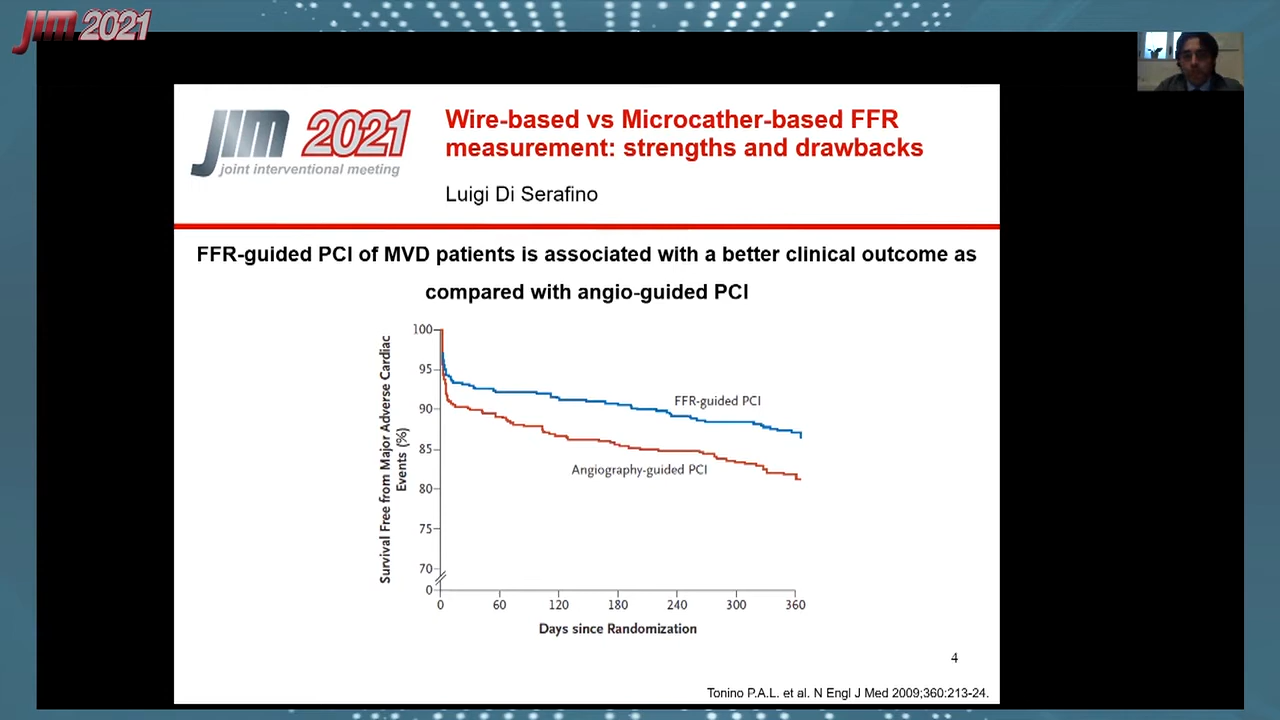 JIM 2021
JIM 2021
joint interventional meeting
Wire-based vs Microcather-based FFR
measurement: strengths and drawbacks
Luigi Di Serafino
FFR-guided PCI of MVD patients is associated with a better clinical outcome as
compared with angio-guided PCI
Survival Free from Major Adverse Cardiac
Events (%)
100
95
90
85
80
75
70
0
FFR-guided PCI
Angiography-guided PCI
0 60 120 180 240 300 360
Days since Randomization
4
Tonino P.A.L. et al. N Engl J Med 2009;360:213-24.